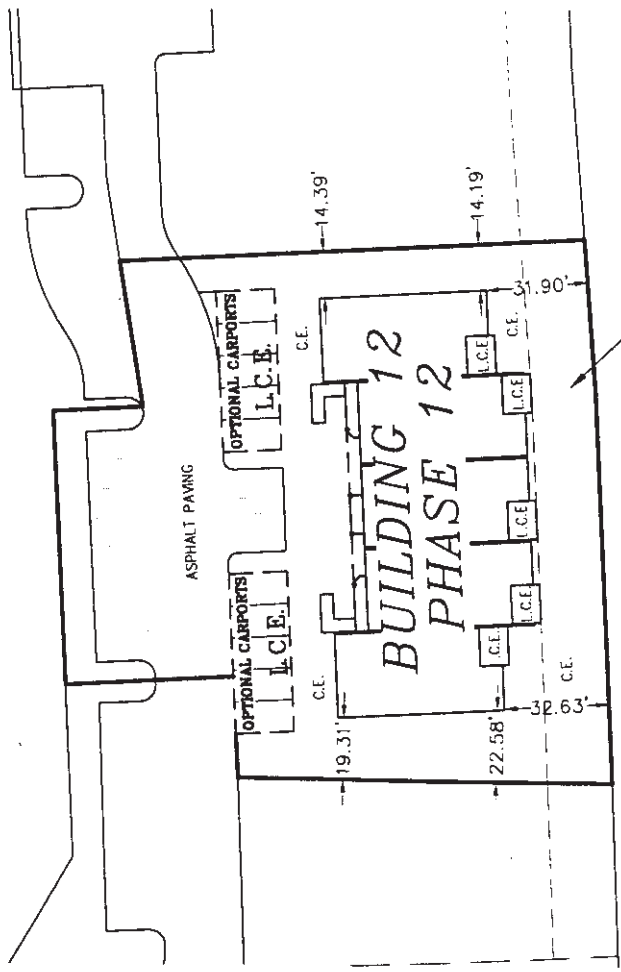 14.39'
14.19'
OPTIONAL CARPORTS
L.C.E.
C.E.
31.90'
C.E.
L.C.E.
L.C.E.
ASPHALT PAVING
BUILDING 12
PHASE 12
L.C.E.
OPTIONAL CARPORTS
L.C.E.
L.C.E.
L.C.E.
C.E.
C.E.
32.63'
19.31'
22.58'